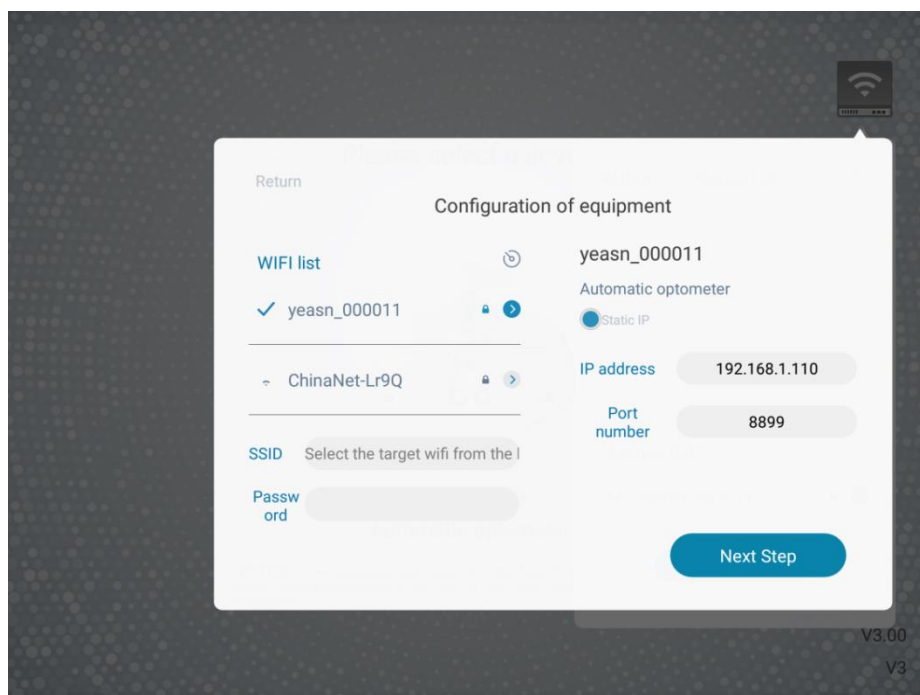 Return
Configuration of equipment
WIFI list
yeasn_000011
ChinaNet-Lr9Q
SSID
Select the target wifi from the l
Passw
ord
yeasn_000011
Automatic optometer
Static IP
IP address
192.168.1.110
Port
number
8899
Next Step
V3.00
V3